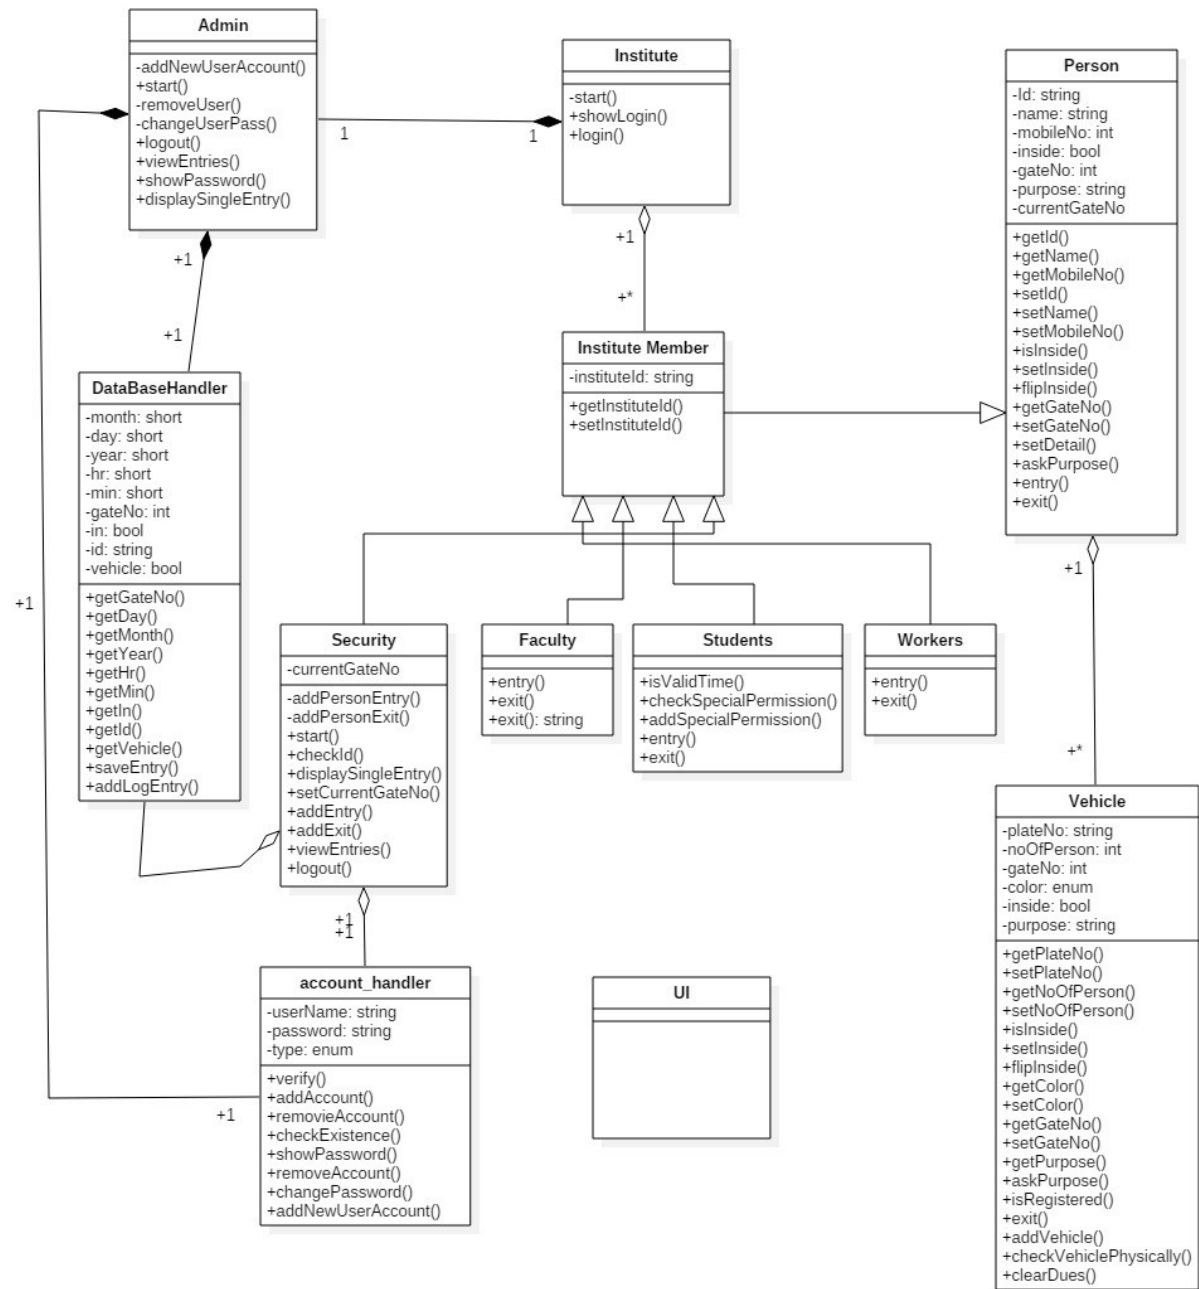 Admin
-addNewUserAccount()
+start()
-removeUser()
-changeUserPass()
+logout()
+viewEntries()
+showPassword()
+displaySingleEntry()
1
1
Institute
-start()
+showLogin()
+login()
+1
+*
Person
-Id: string
-name: string
-mobileNo: int
-inside: bool
-gateNo: int
-purpose: string
-currentGateNo
+getId()
+getName()
+getMobileNo()
+setId()
+setName()
+setMobileNo()
+isInside()
+setInside()
+flipInside()
+getGateNo()
+setGateNo()
+setDetail()
+askPurpose()
+entry()
+exit()
+1
+*
+1
+1
Institute Member
-instituteId: string
+getInstituteId()
+setInstituteId()
DataBaseHandler
-month: short
-day: short
-year: short
-hr: short
-min: short
-gateNo: int
-in: bool
-id: string
-vehicle: bool
+getGateNo()
+getDay()
+getMonth()
+getYear()
+getHr()
+getMin()
+getIn()
+getId()
+getVehicle()
+saveEntry()
+addLogEntry()
+1
Security
-currentGateNo
-addPersonEntry()
-addPersonExit()
+start()
+checkId()
+displaySingleEntry()
+setCurrentGateNo()
+addEntry()
+addExit()
+viewEntries()
+logout()
+1
+1
Faculty
+entry()
+exit()
+exit(): string
Students
+isValidTime()
+checkSpecialPermission()
+addSpecialPermission()
+entry()
+exit()
Workers
+entry()
+exit()
account_handler
-userName: string
-password: string
-type: enum
+verify()
+addAccount()
+removieAccount()
+checkExistence()
+showPassword()
+removeAccount()
+changePassword()
+addNewUserAccount()
+1
UI
Vehicle
-plateNo: string
-noOfPerson: int
-gateNo: int
-color: enum
-inside: bool
-purpose: string
+getPlateNo()
+setPlateNo()
+getNoOfPerson()
+setNoOfPerson()
+isInside()
+setInside()
+flipInside()
+getColor()
+setColor()
+getGateNo()
+setGateNo()
+getPurpose()
+askPurpose()
+isRegistered()
+exit()
+addVehicle()
+checkVehiclePhysically()
+clearDues()